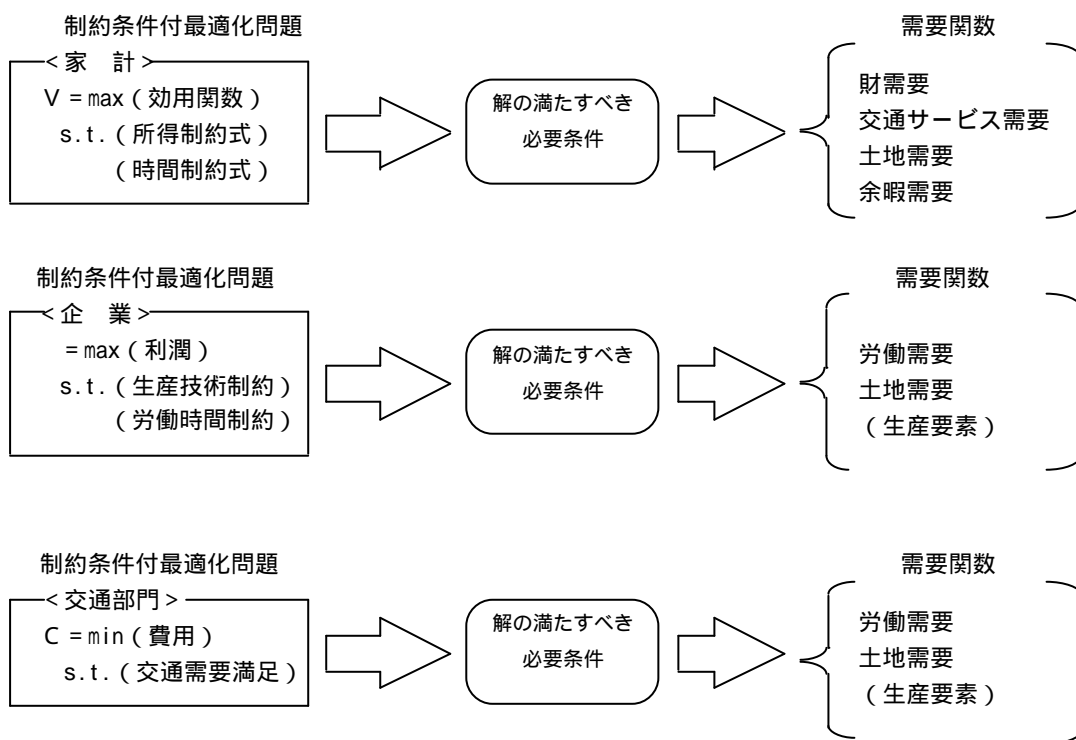 制約条件付最適化問題
<家　計>
V=max(効用関数)
s.t.(所得制約式)
(時間制約式)
解の満たすべき
必要条件
需要関数
財需要
交通サービス需要
土地需要
余暇需要
制約条件付最適化問題
<企　業>
=max(利潤)
s.t.(生産技術制約)
(労働時間制約)
解の満たすべき
必要条件
需要関数
労働需要
土地需要
(生産要素)
制約条件付最適化問題
<交通部門>
C=min(費用)
s.t.(交通需要満足)
解の満たすべき
必要条件
需要関数
労働需要
土地需要
(生産要素)